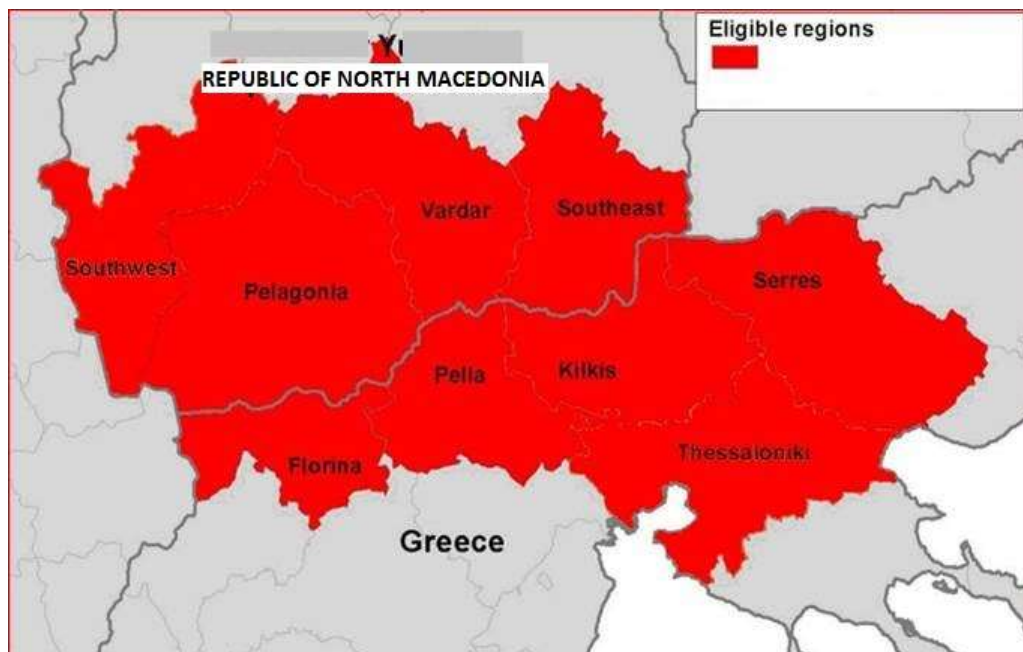 Eligible regions
REPUBLIC OF NORTH MACEDONIA
Vardar
Southeast
Southwest
Pelagonia
Serres
Pella
Kilkis
Florina
Thessaloniki
Greece